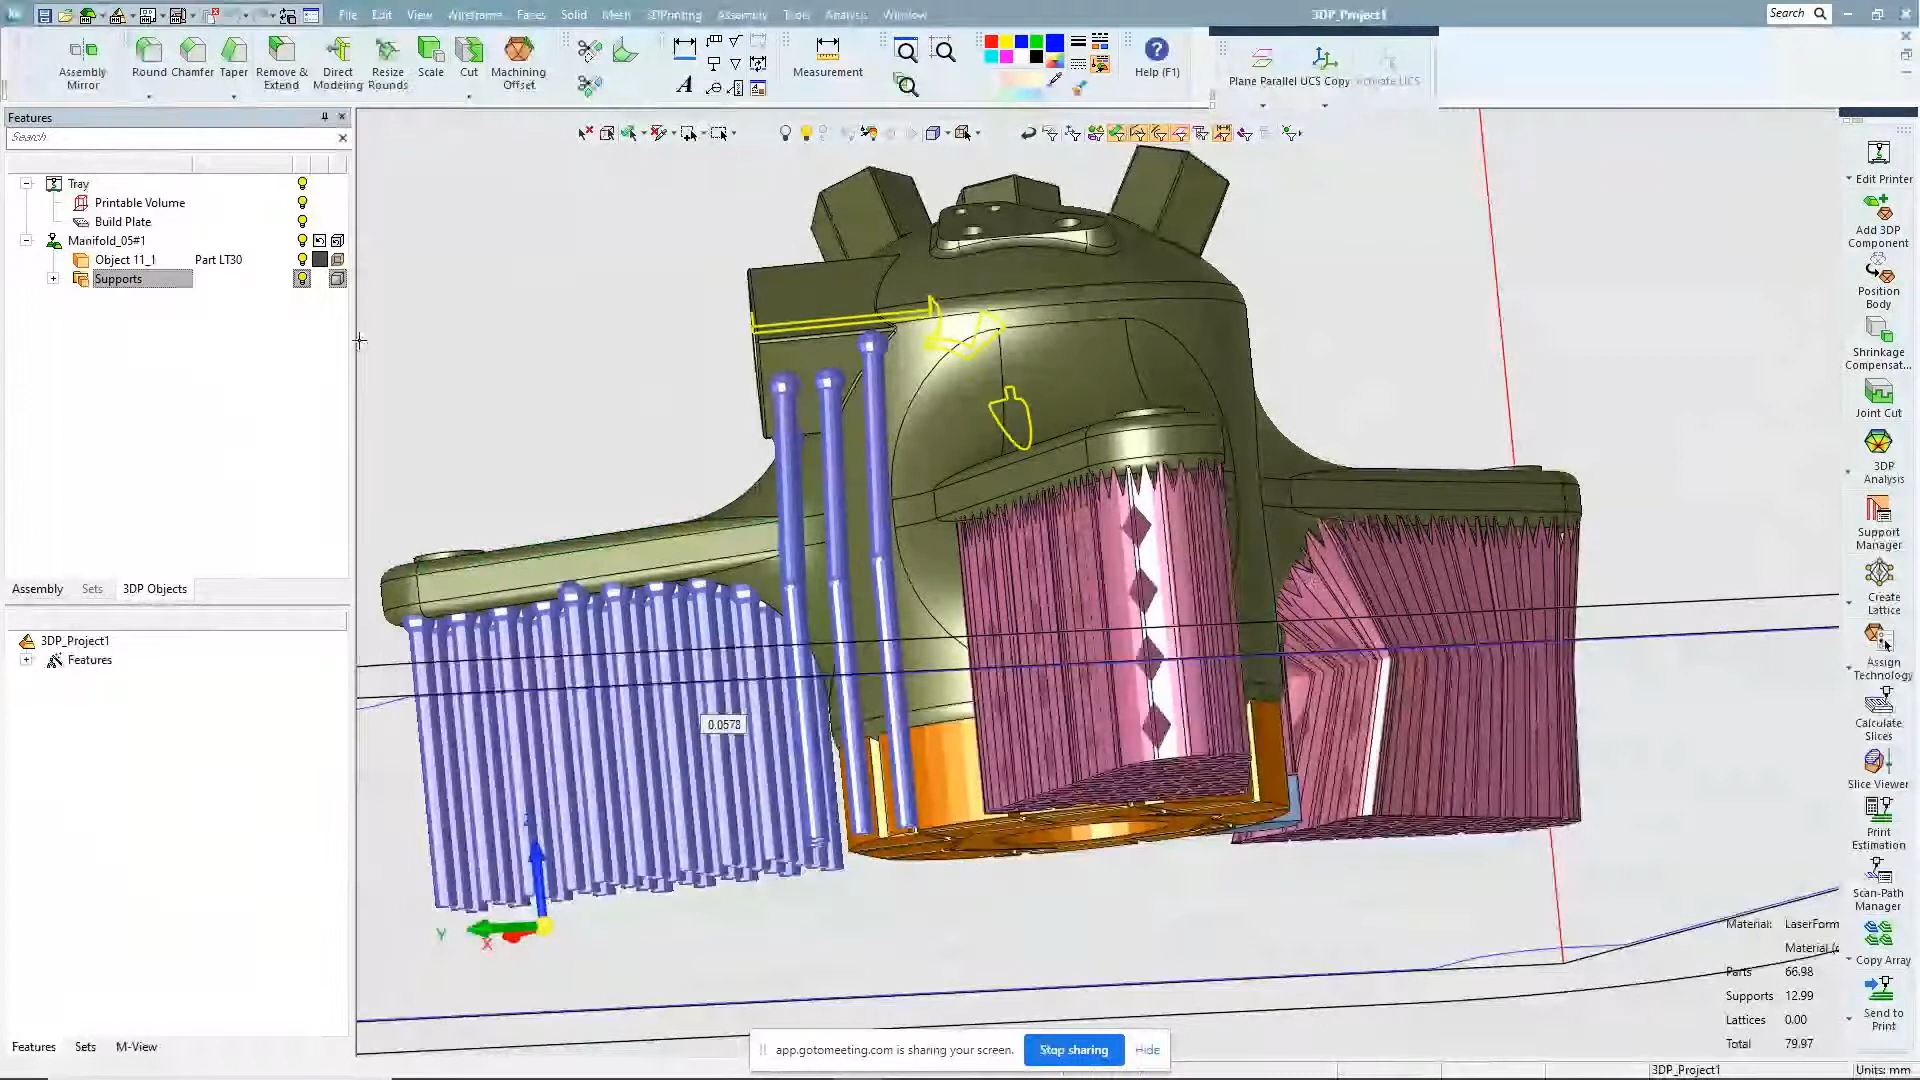 File Edit View Wireframe Faces Solid Mesh 3DPrinting Assembly Tools Analysis Window
3DP_Project1
Search
Assembly Mirror
Round
Chamfer
Taper
Remove & Extend
Direct Modeling
Resize Rounds
Scale
Cut
Machining Offset
A
Measurement
Help (F1)
Plane Parallel
UCS Copy
Activate UCS
Features
Search
Tray
Printable Volume
Build Plate
Manifold_05#1
Object 11_1 Part LT30
Supports
Assembly Sets 3DP Objects
3DP_Project1
Features
Features Sets M-View
0.0578
Z
Y
X
Edit Printer
Add 3DP Component
Position Body
Shrinkage Compensat...
Joint Cut
3DP Analysis
Support Manager
Create Lattice
Assign Technology
Calculate Slices
Slice Viewer
Print Estimation
Scan-Path Manager
Copy Array
Send to Print
Material: LaserForm
Material (
Parts 66.98
Supports 12.99
Lattices 0.00
Total 79.97
app.gotomeeting.com is sharing your screen.
Stop sharing
Hide
3DP_Project1
Units: mm